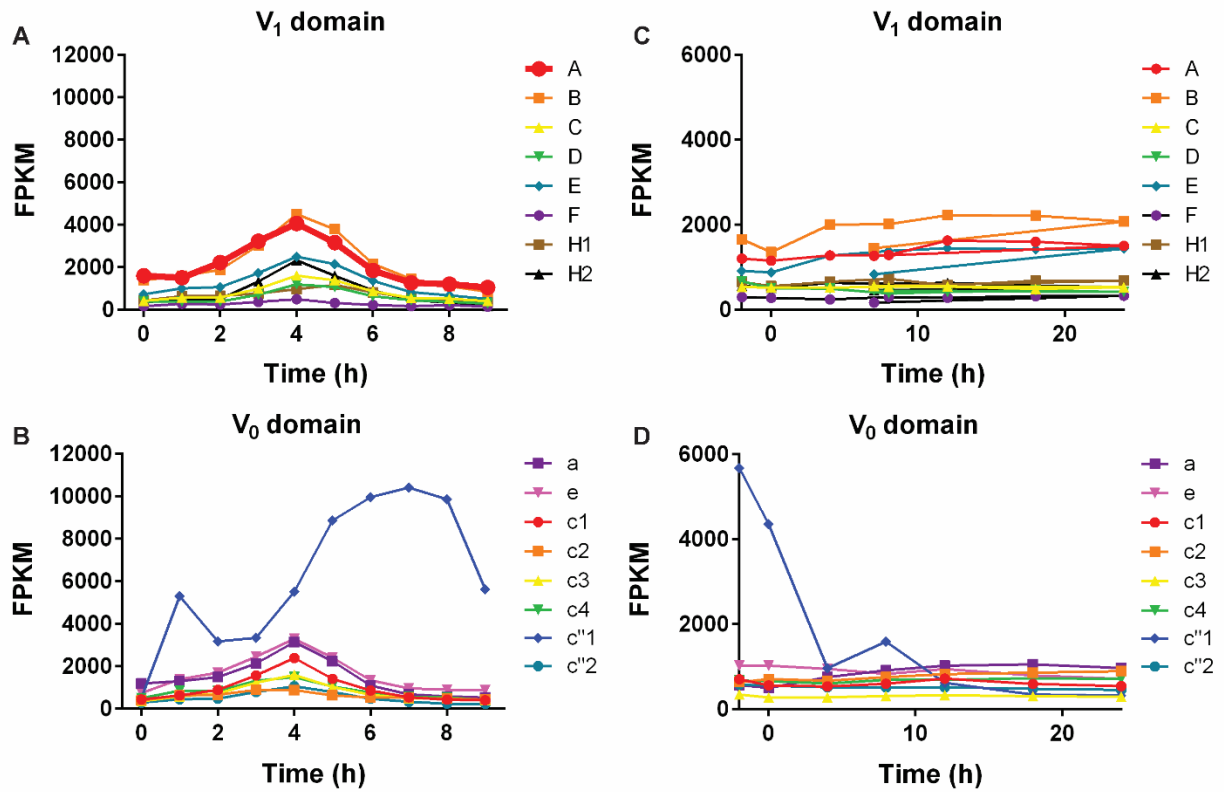 A
V1 domain
FPKM
12000
10000
8000
6000
4000
2000
0
0 2 4 6 8
Time (h)
A
B
C
D
E
F
H1
H2
C
V1 domain
FPKM
6000
4000
2000
0
0 10 20
Time (h)
A
B
C
D
E
F
H1
H2
B
V0 domain
FPKM
12000
10000
8000
6000
4000
2000
0
0 2 4 6 8
Time (h)
a
e
c1
c2
c3
c4
c"1
c"2
D
V0 domain
FPKM
6000
4000
2000
0
0 10 20
Time (h)
a
e
c1
c2
c3
c4
c"1
c"2